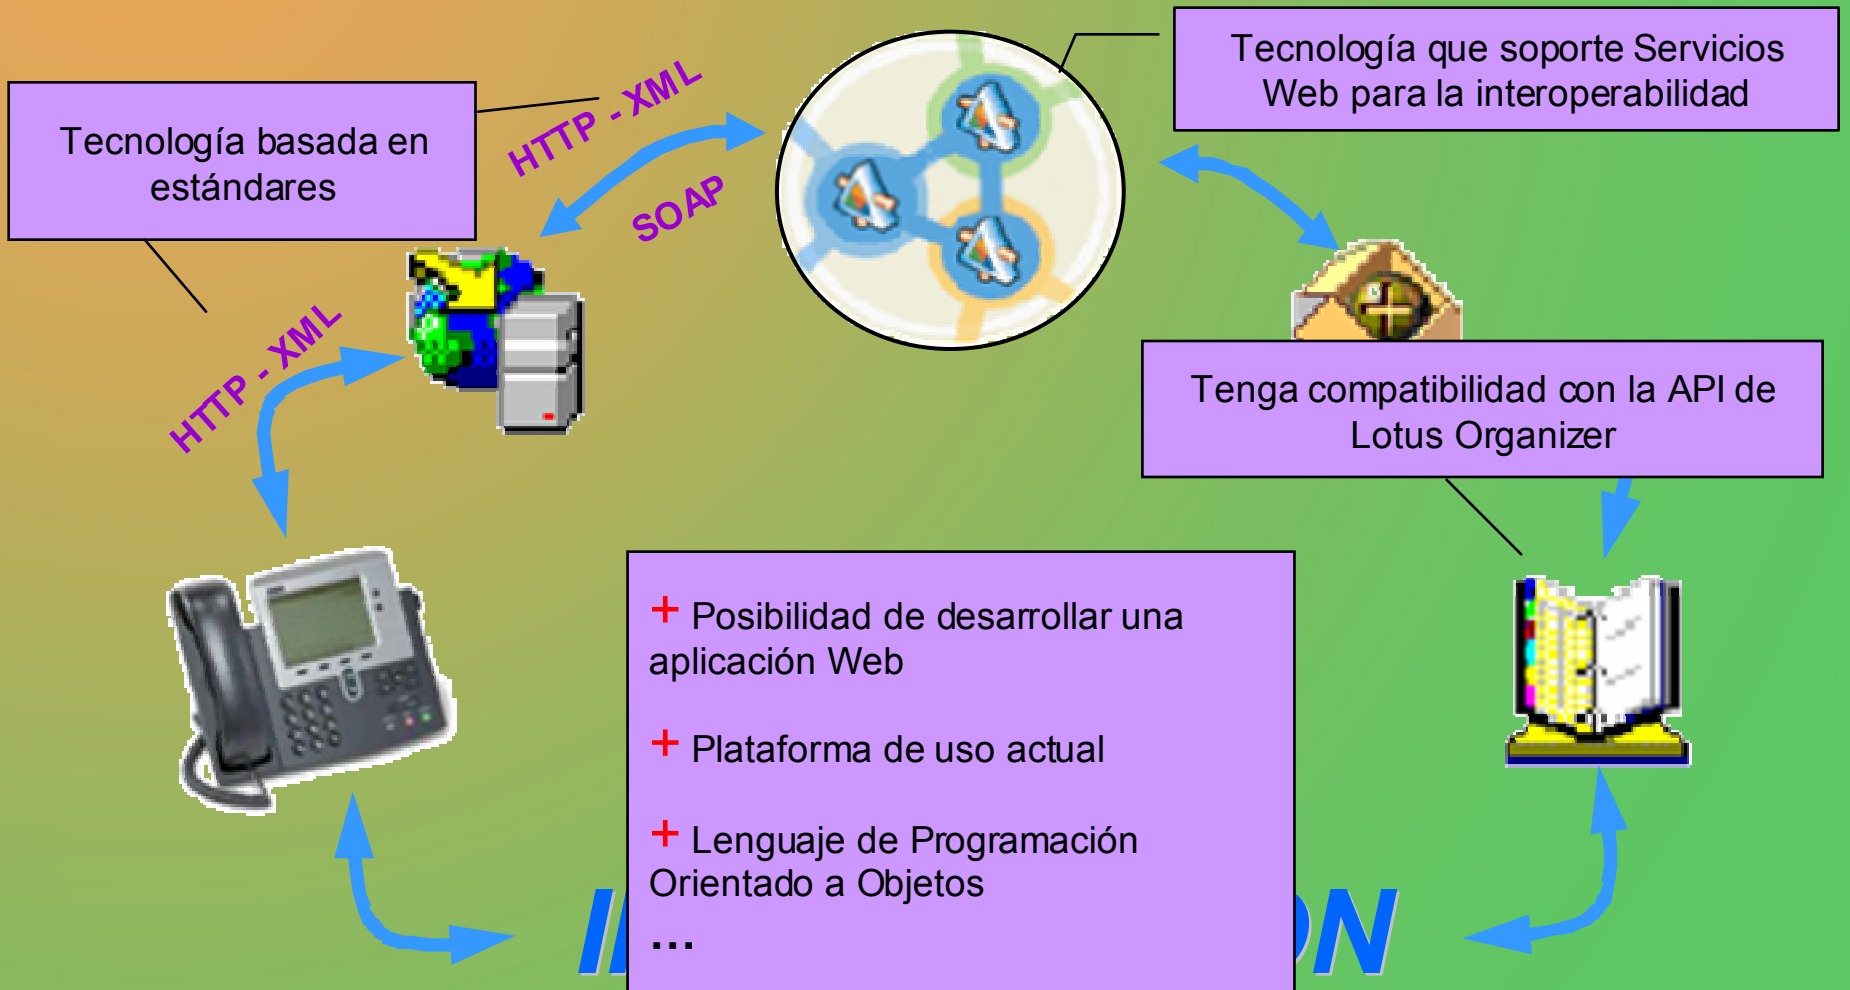 Tecnología que soporte Servicios
Web para la interoperabilidad
Tecnología basada en
estándares
HTTP - XML
SOAP
HTTP - XML
Tenga compatibilidad con la API de
Lotus Organizer
+ Posibilidad de desarrollar una
aplicación Web
+ Plataforma de uso actual
+ Lenguaje de Programación
Orientado a Objetos
...